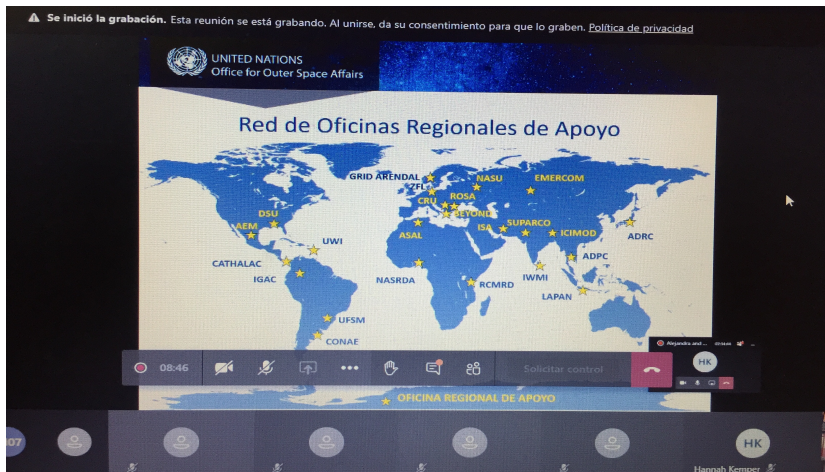 Se inició la grabación. Esta reunión se está grabando. Al unirse, da su consentimiento para que lo graben. Política de privacidad
UNITED NATIONS
Office for Outer Space Affairs
Red de Oficinas Regionales de Apoyo
GRID ARENDAL
ZFL
NASU
EMERCOM
CRU
ROSA
BEYOND
DSU
AEM
ASAL
ISA
SUPARCO
ICIMOD
ADRC
UWI
CATHALAC
IGAC
NASRDA
RCMRD
IWMI
ADPC
LAPAN
UFSM
CONAE
Alejandra and ...
HK
08:46
Solicitar control
OFICINA REGIONAL DE APOYO
HK
Hannah Kemper